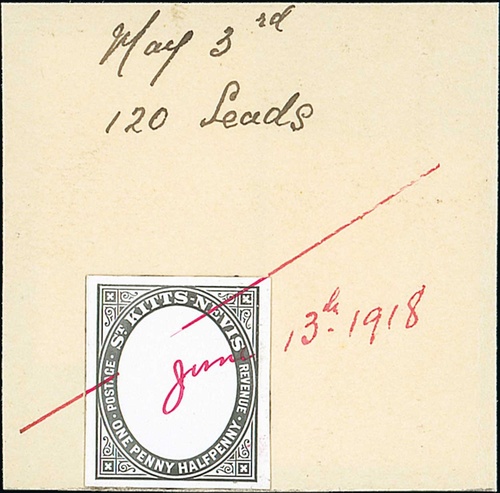 May 3rd
120 Leads
June 13th 1918
ST KITTS-NEVIS
POSTAGE · REVENUE
ONE PENNY HALFPENNY